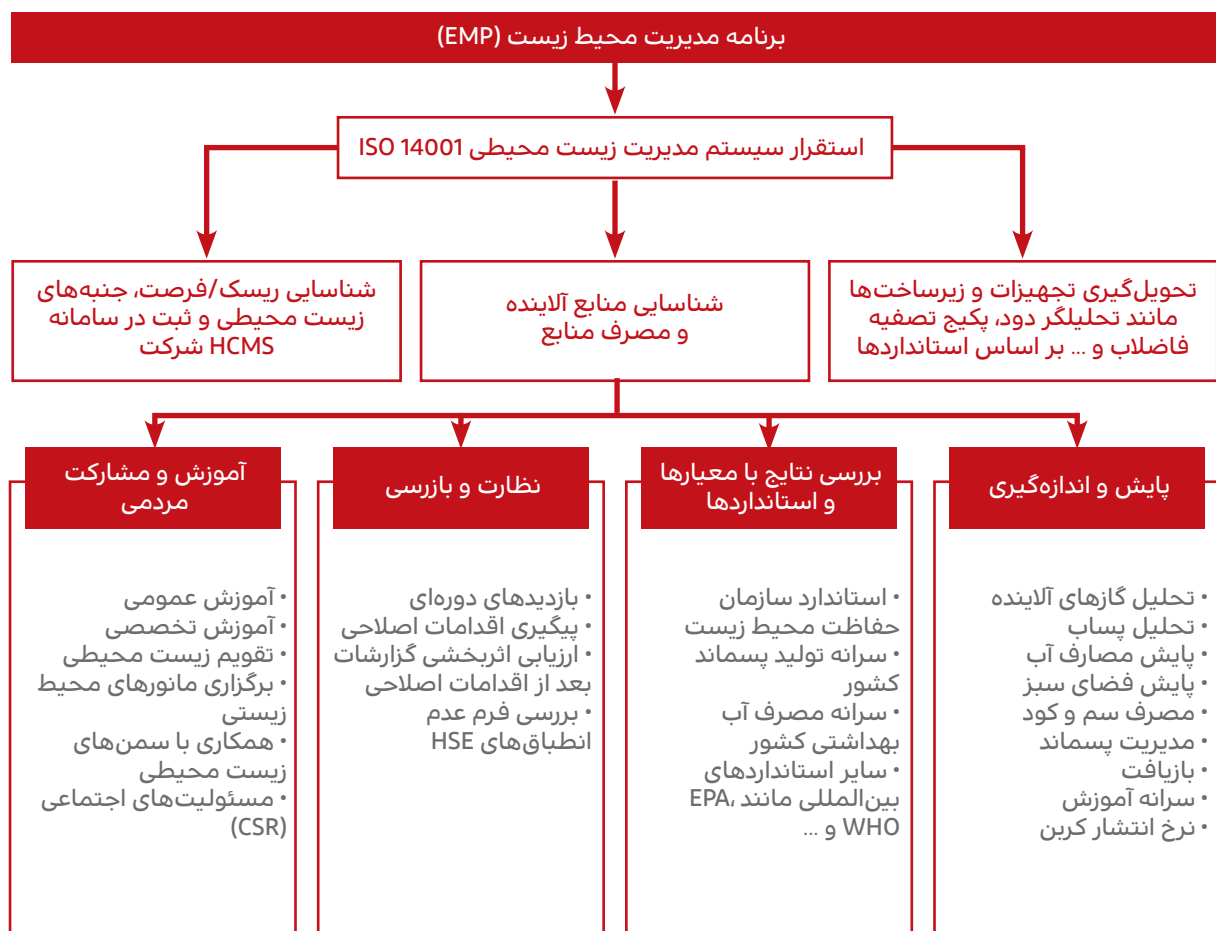 برنامه مدیریت محیط زیست (EMP)
استقرار سیستم مدیریت زیست محیطی ISO 14001
تحویل‌گیری تجهیزات و زیرساخت‌ها
مانند تحلیلگر دود، پکیج تصفیه
فاضلاب و ... بر اساس استانداردها
شناسایی منابع آلاینده
و مصرف منابع
شناسایی ریسک/فرصت، جنبه‌های
زیست محیطی و ثبت در سامانه
HCMS شرکت
پایش و اندازه‌گیری
• تحلیل گازهای آلاینده
• تحلیل پساب
• پایش مصارف آب
• پایش فضای سبز
• مصرف سم و کود
• مدیریت پسماند
• بازیافت
• سرانه آموزش
• نرخ انتشار کربن
بررسی نتایج با معیارها
و استانداردها
• استاندارد سازمان
حفاظت محیط زیست
• سرانه تولید پسماند
کشور
• سرانه مصرف آب
بهداشتی کشور
• سایر استانداردهای
بین‌المللی مانند EPA،
WHO و ...
نظارت و بازرسی
• بازدیدهای دوره‌ای
• پیگیری اقدامات اصلاحی
• ارزیابی اثربخشی گزارشات
بعد از اقدامات اصلاحی
• بررسی فرم عدم
انطباق‌های HSE
آموزش و مشارکت
مردمی
• آموزش عمومی
• آموزش تخصصی
• تقویم زیست محیطی
• برگزاری مانورهای محیط
زیستی
• همکاری با سمن‌های
زیست محیطی
• مسئولیت‌های اجتماعی
(CSR)